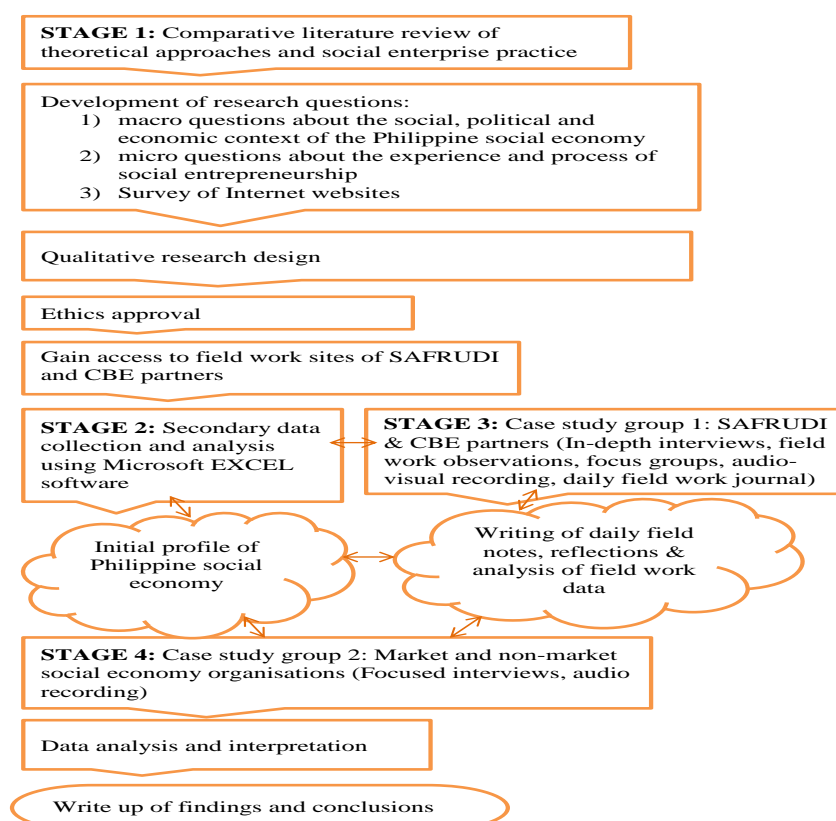 STAGE 1: Comparative literature review of
theoretical approaches and social enterprise practice
Development of research questions:
1) macro questions about the social, political and
economic context of the Philippine social economy
2) micro questions about the experience and process of
social entrepreneurship
3) Survey of Internet websites
Qualitative research design
Ethics approval
Gain access to field work sites of SAFRUDI
and CBE partners
STAGE 2: Secondary data
collection and analysis
using Microsoft EXCEL
software
STAGE 3: Case study group 1: SAFRUDI
& CBE partners (In-depth interviews, field
work observations, focus groups, audio-
visual recording, daily field work journal)
Initial profile of
Philippine social
economy
Writing of daily field
notes, reflections &
analysis of field work
data
STAGE 4: Case study group 2: Market and non-market
social economy organisations (Focused interviews, audio
recording)
Data analysis and interpretation
Write up of findings and conclusions